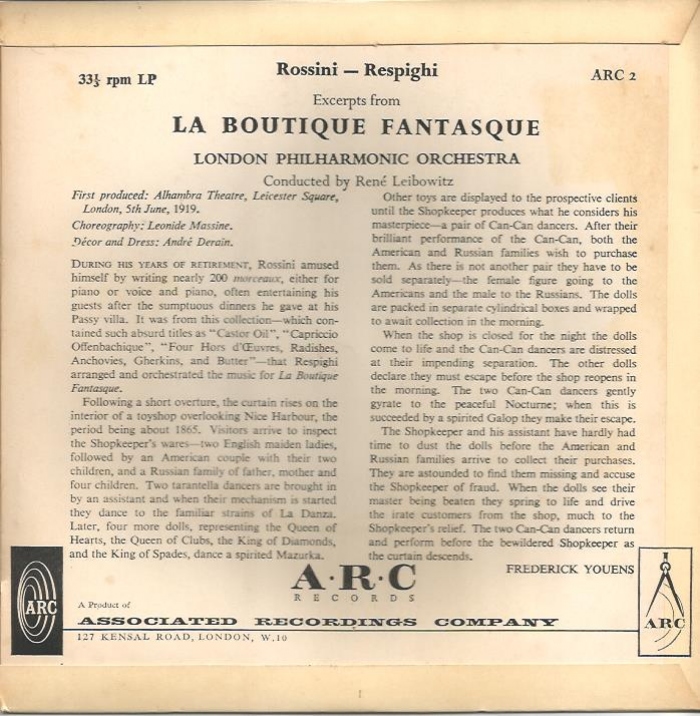 33⅓ rpm LP
Rossini — Respighi
ARC 2
Excerpts from
LA BOUTIQUE FANTASQUE
LONDON PHILHARMONIC ORCHESTRA
Conducted by René Leibowitz
First produced: Alhambra Theatre, Leicester Square,
London, 5th June, 1919.
Choreography: Leonide Massine.
Décor and Dress: André Derain.
DURING HIS YEARS OF RETIREMENT, Rossini amused
himself by writing nearly 200 morceaux, either for
piano or voice and piano, often entertaining his
guests after the sumptuous dinners he gave at his
Passy villa. It was from this collection—which con-
tained such absurd titles as "Castor Oil", "Capriccio
Offenbachique", "Four Hors d'Œuvres, Radishes,
Anchovies, Gherkins, and Butter"—that Respighi
arranged and orchestrated the music for La Boutique
Fantasque.
Following a short overture, the curtain rises on the
interior of a toyshop overlooking Nice Harbour, the
period being about 1865. Visitors arrive to inspect
the Shopkeeper's wares—two English maiden ladies,
followed by an American couple with their two
children, and a Russian family of father, mother and
four children. Two tarantella dancers are brought in
by an assistant and when their mechanism is started
they dance to the familiar strains of La Danza.
Later, four more dolls, representing the Queen of
Hearts, the Queen of Clubs, the King of Diamonds,
and the King of Spades, dance a spirited Mazurka.
Other toys are displayed to the prospective clients
until the Shopkeeper produces what he considers his
masterpiece—a pair of Can-Can dancers. After their
brilliant performance of the Can-Can, both the
American and Russian families wish to purchase
them. As there is not another pair they have to be
sold separately—the female figure going to the
Americans and the male to the Russians. The dolls
are packed in separate cylindrical boxes and wrapped
to await collection in the morning.
When the shop is closed for the night the dolls
come to life and the Can-Can dancers are distressed
at their impending separation. The other dolls
declare they must escape before the shop reopens in
the morning. The two Can-Can dancers gently
gyrate to the peaceful Nocturne; when this is
succeeded by a spirited Galop they make their escape.
The Shopkeeper and his assistant have hardly had
time to dust the dolls before the American and
Russian families arrive to collect their purchases.
They are astounded to find them missing and accuse
the Shopkeeper of fraud. When the dolls see their
master being beaten they spring to life and drive
the irate customers from the shop, much to the
Shopkeeper's relief. The two Can-Can dancers return
and perform before the bewildered Shopkeeper as
the curtain descends.
FREDERICK YOUENS
A·R·C
RECORDS
ARC
A Product of
ASSOCIATED RECORDINGS COMPANY
127 KENSAL ROAD, LONDON, W.10
ARC